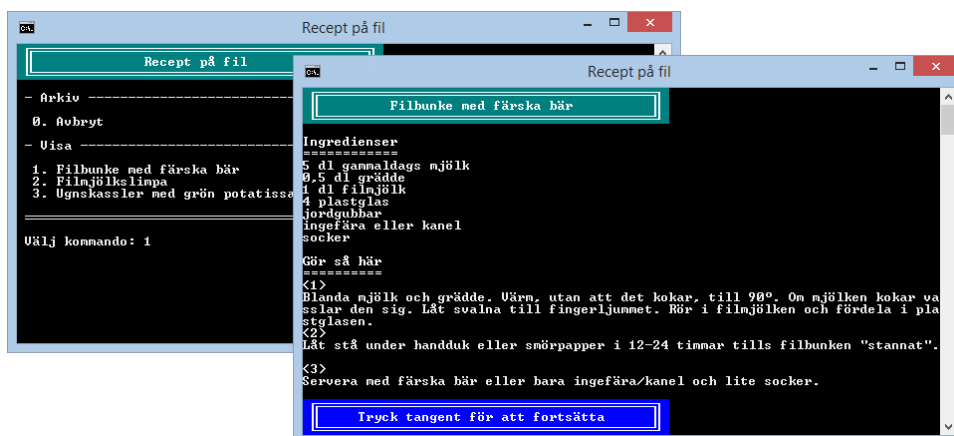 Recept på fil
Recept på fil
- Arkiv -----------------------------
0. Avbryt
- Visa ------------------------------
1. Filbunke med färska bär
2. Filmjölkslimpa
3. Ugnskassler med grön potatissa
Välj kommando: 1
Recept på fil
Filbunke med färska bär
Ingredienser
============
5 dl gammaldags mjölk
0,5 dl grädde
1 dl filmjölk
4 plastglas
jordgubbar
ingefära eller kanel
socker
Gör så här
==========
<1>
Blanda mjölk och grädde. Värm, utan att det kokar, till 90º. Om mjölken kokar va
sslar den sig. Låt svalna till fingerljummet. Rör i filmjölken och fördela i pla
stglasen.
<2>
Låt stå under handduk eller smörpapper i 12-24 timmar tills filbunken "stannat".
<3>
Servera med färska bär eller bara ingefära/kanel och lite socker.
Tryck tangent för att fortsätta